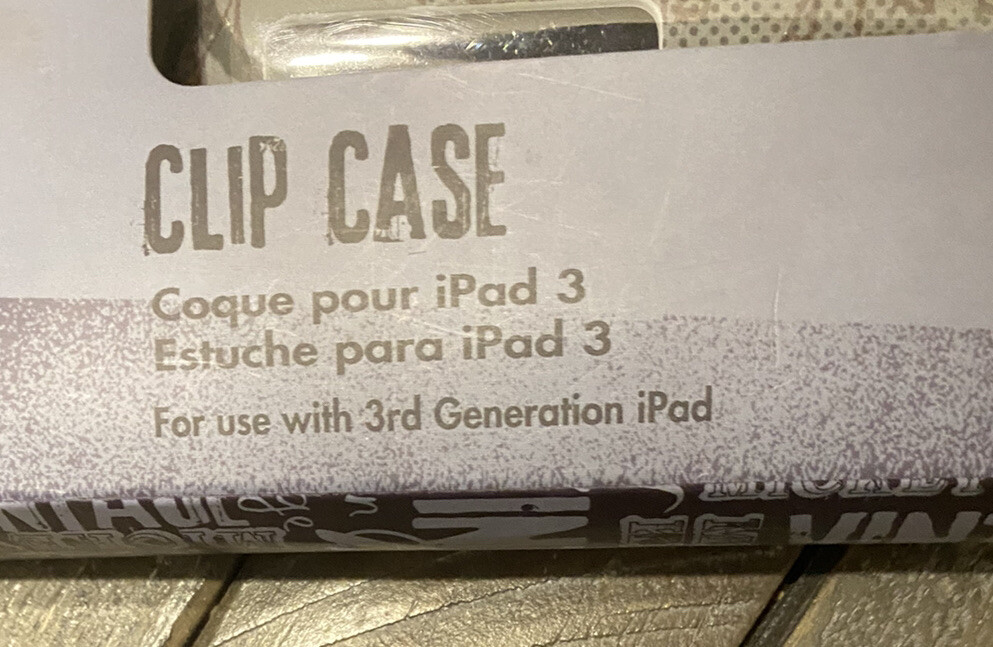 CLIP CASE
Coque pour iPad 3
Estuche para iPad 3
For use with 3rd Generation iPad